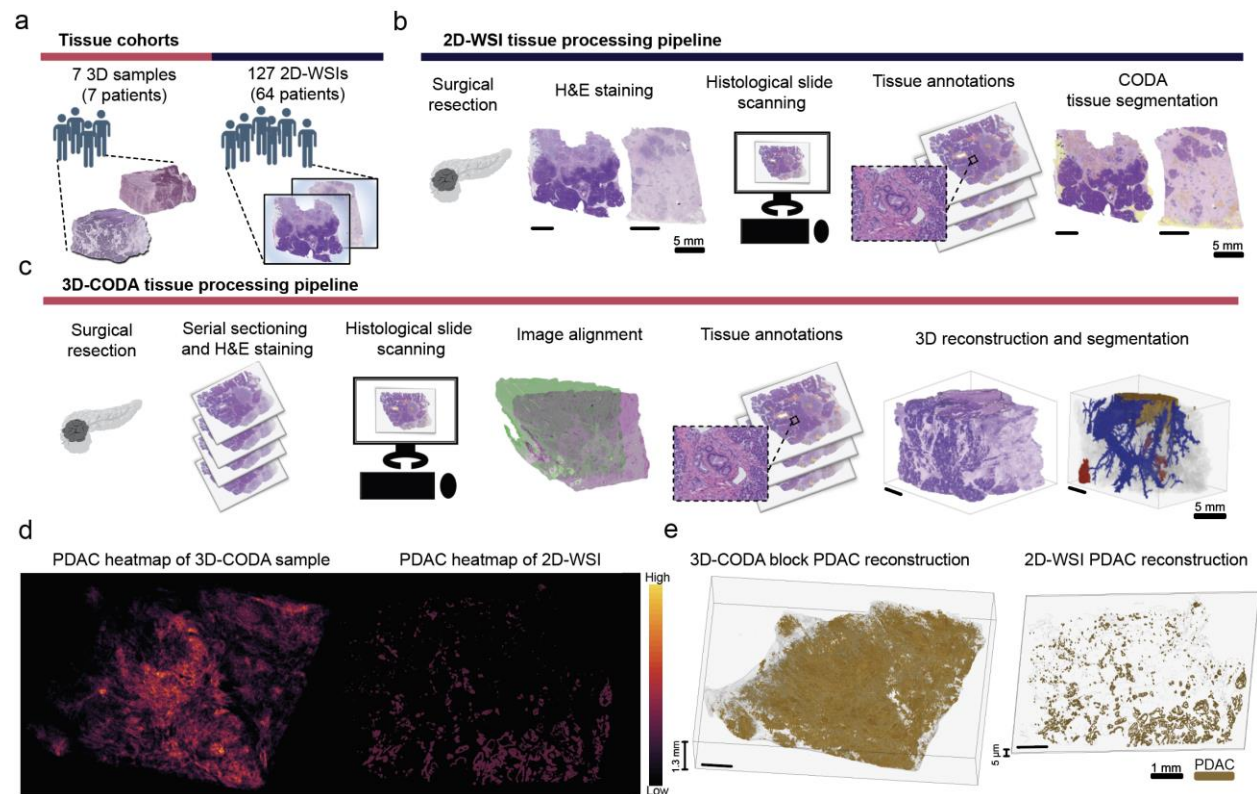 a
Tissue cohorts
7 3D samples
(7 patients)
127 2D-WSIs
(64 patients)
b
2D-WSI tissue processing pipeline
Surgical
resection
H&E staining
Histological slide
scanning
Tissue annotations
CODA
tissue segmentation
5 mm
5 mm
c
3D-CODA tissue processing pipeline
Surgical
resection
Serial sectioning
and H&E staining
Histological slide
scanning
Image alignment
Tissue annotations
3D reconstruction and segmentation
5 mm
d
PDAC heatmap of 3D-CODA sample
PDAC heatmap of 2D-WSI
High
Low
e
3D-CODA block PDAC reconstruction
2D-WSI PDAC reconstruction
1.3 mm
5 µm
1 mm
PDAC